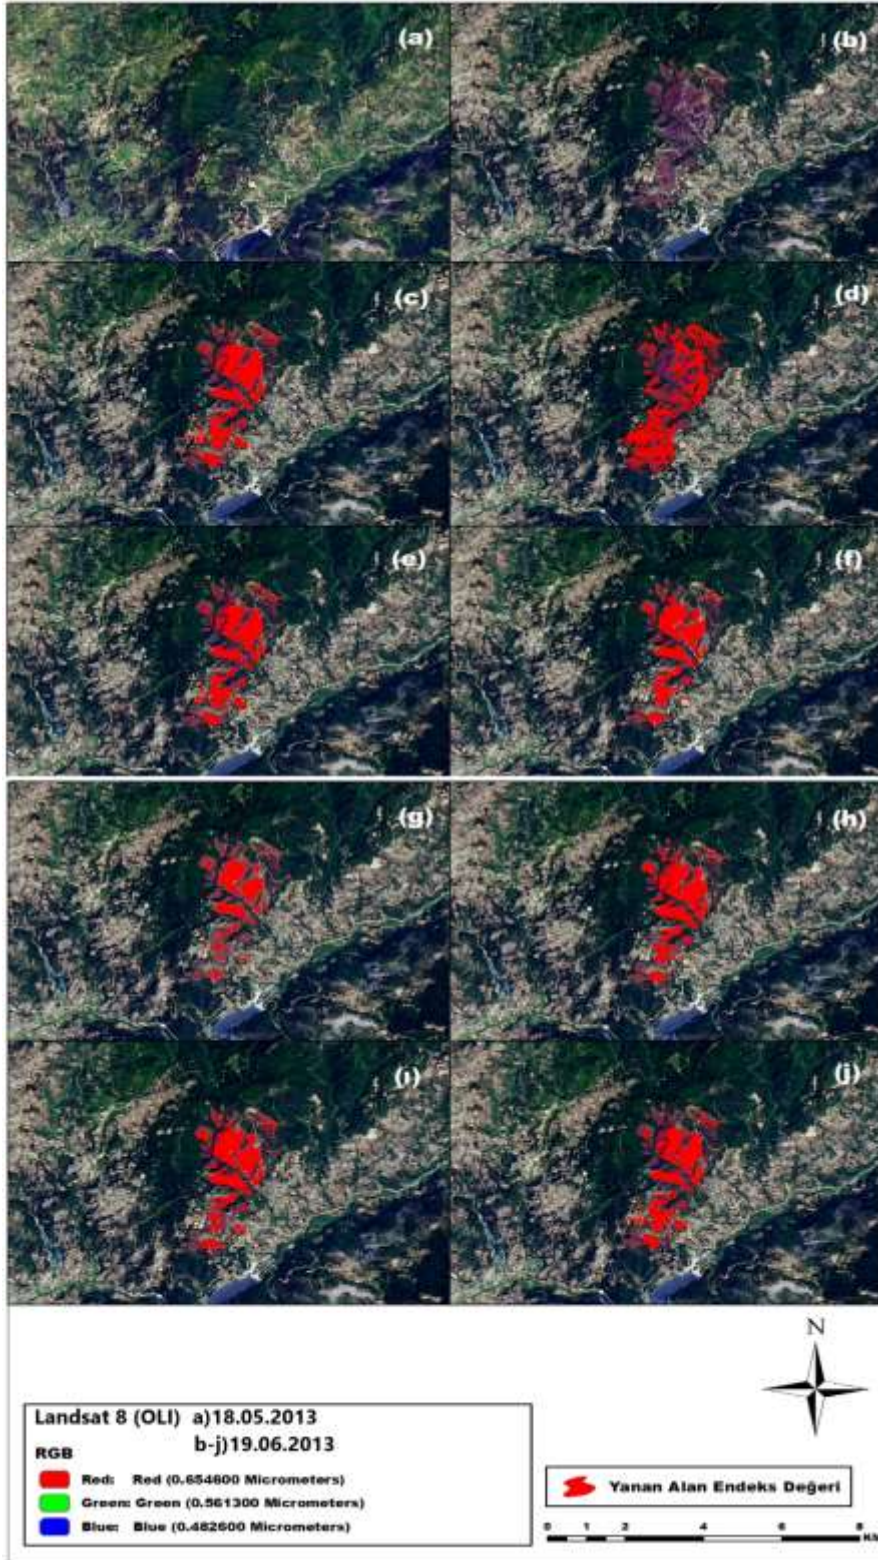 (a)
(b)
(c)
(d)
(e)
(f)
(g)
(h)
(ı)
(j)
N
Landsat 8 (OLI) a)18.05.2013
b-j)19.06.2013
RGB
Red: Red (0.654600 Micrometers)
Green: Green (0.561300 Micrometers)
Blue: Blue (0.482600 Micrometers)
Yanan Alan Endeks Değeri
0 1 2 4 6 8
KM